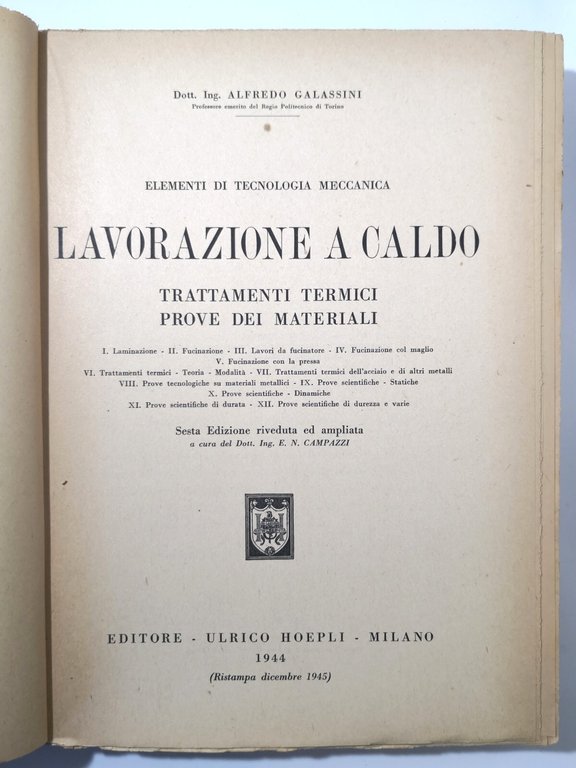 Dott. Ing. ALFREDO GALASSINI
Professore emerito del Regio Politecnico di Torino
ELEMENTI DI TECNOLOGIA MECCANICA
LAVORAZIONE A CALDO
TRATTAMENTI TERMICI
PROVE DEI MATERIALI
I. Laminazione - II. Fucinazione - III. Lavori da fucinatore - IV. Fucinazione col maglio
V. Fucinazione con la pressa
VI. Trattamenti termici - Teoria - Modalità - VII. Trattamenti termici dell'acciaio e di altri metalli
VIII. Prove tecnologiche su materiali metallici - IX. Prove scientifiche - Statiche
X. Prove scientifiche - Dinamiche
XI. Prove scientifiche di durata - XII. Prove scientifiche di durezza e varie
Sesta Edizione riveduta ed ampliata
a cura del Dott. Ing. E. N. CAMPAZZI
EDITORE - ULRICO HOEPLI - MILANO
1944
(Ristampa dicembre 1945)